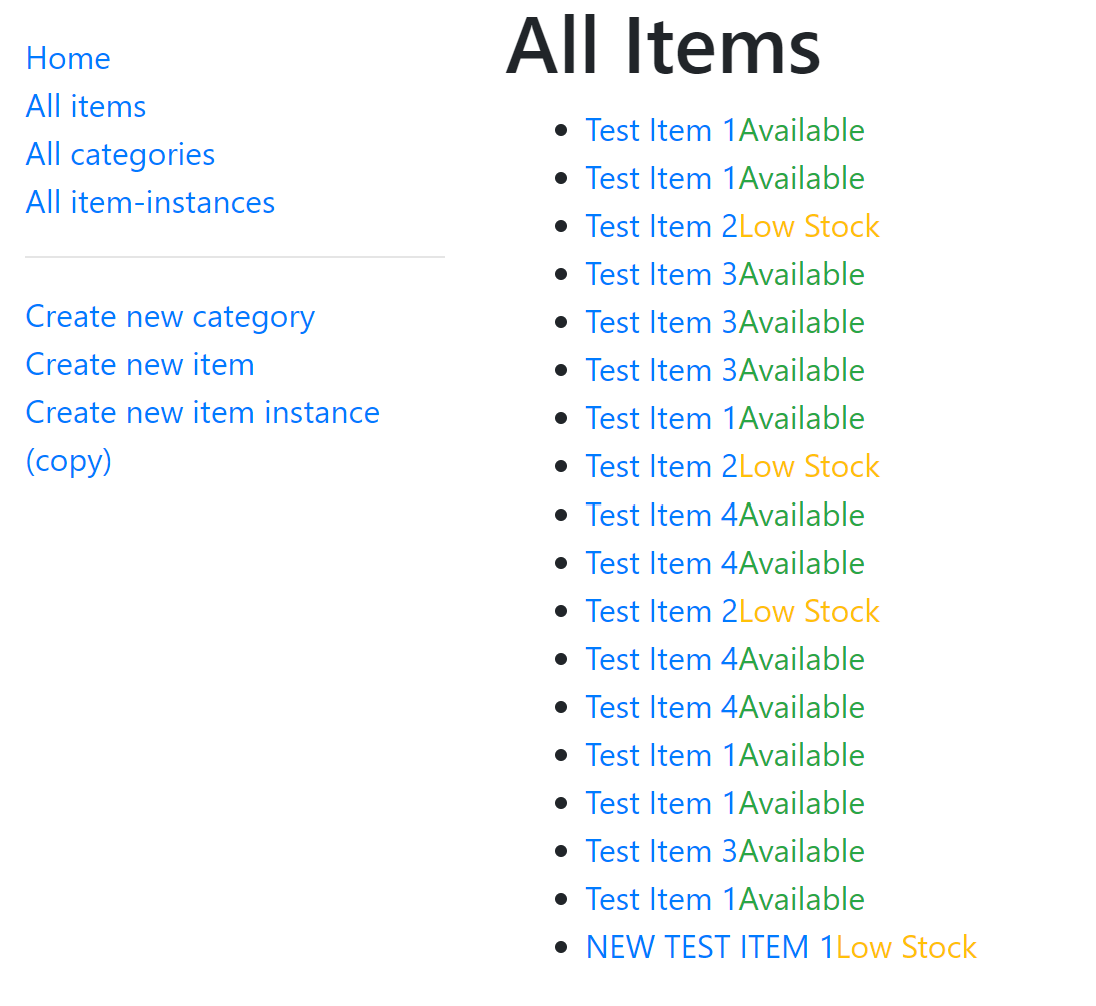 Home
All items
All categories
All item-instances
Create new category
Create new item
Create new item instance
(copy)
All Items
Test Item 1Available
Test Item 1Available
Test Item 2Low Stock
Test Item 3Available
Test Item 3Available
Test Item 3Available
Test Item 1Available
Test Item 2Low Stock
Test Item 4Available
Test Item 4Available
Test Item 2Low Stock
Test Item 4Available
Test Item 4Available
Test Item 1Available
Test Item 1Available
Test Item 3Available
Test Item 1Available
NEW TEST ITEM 1Low Stock